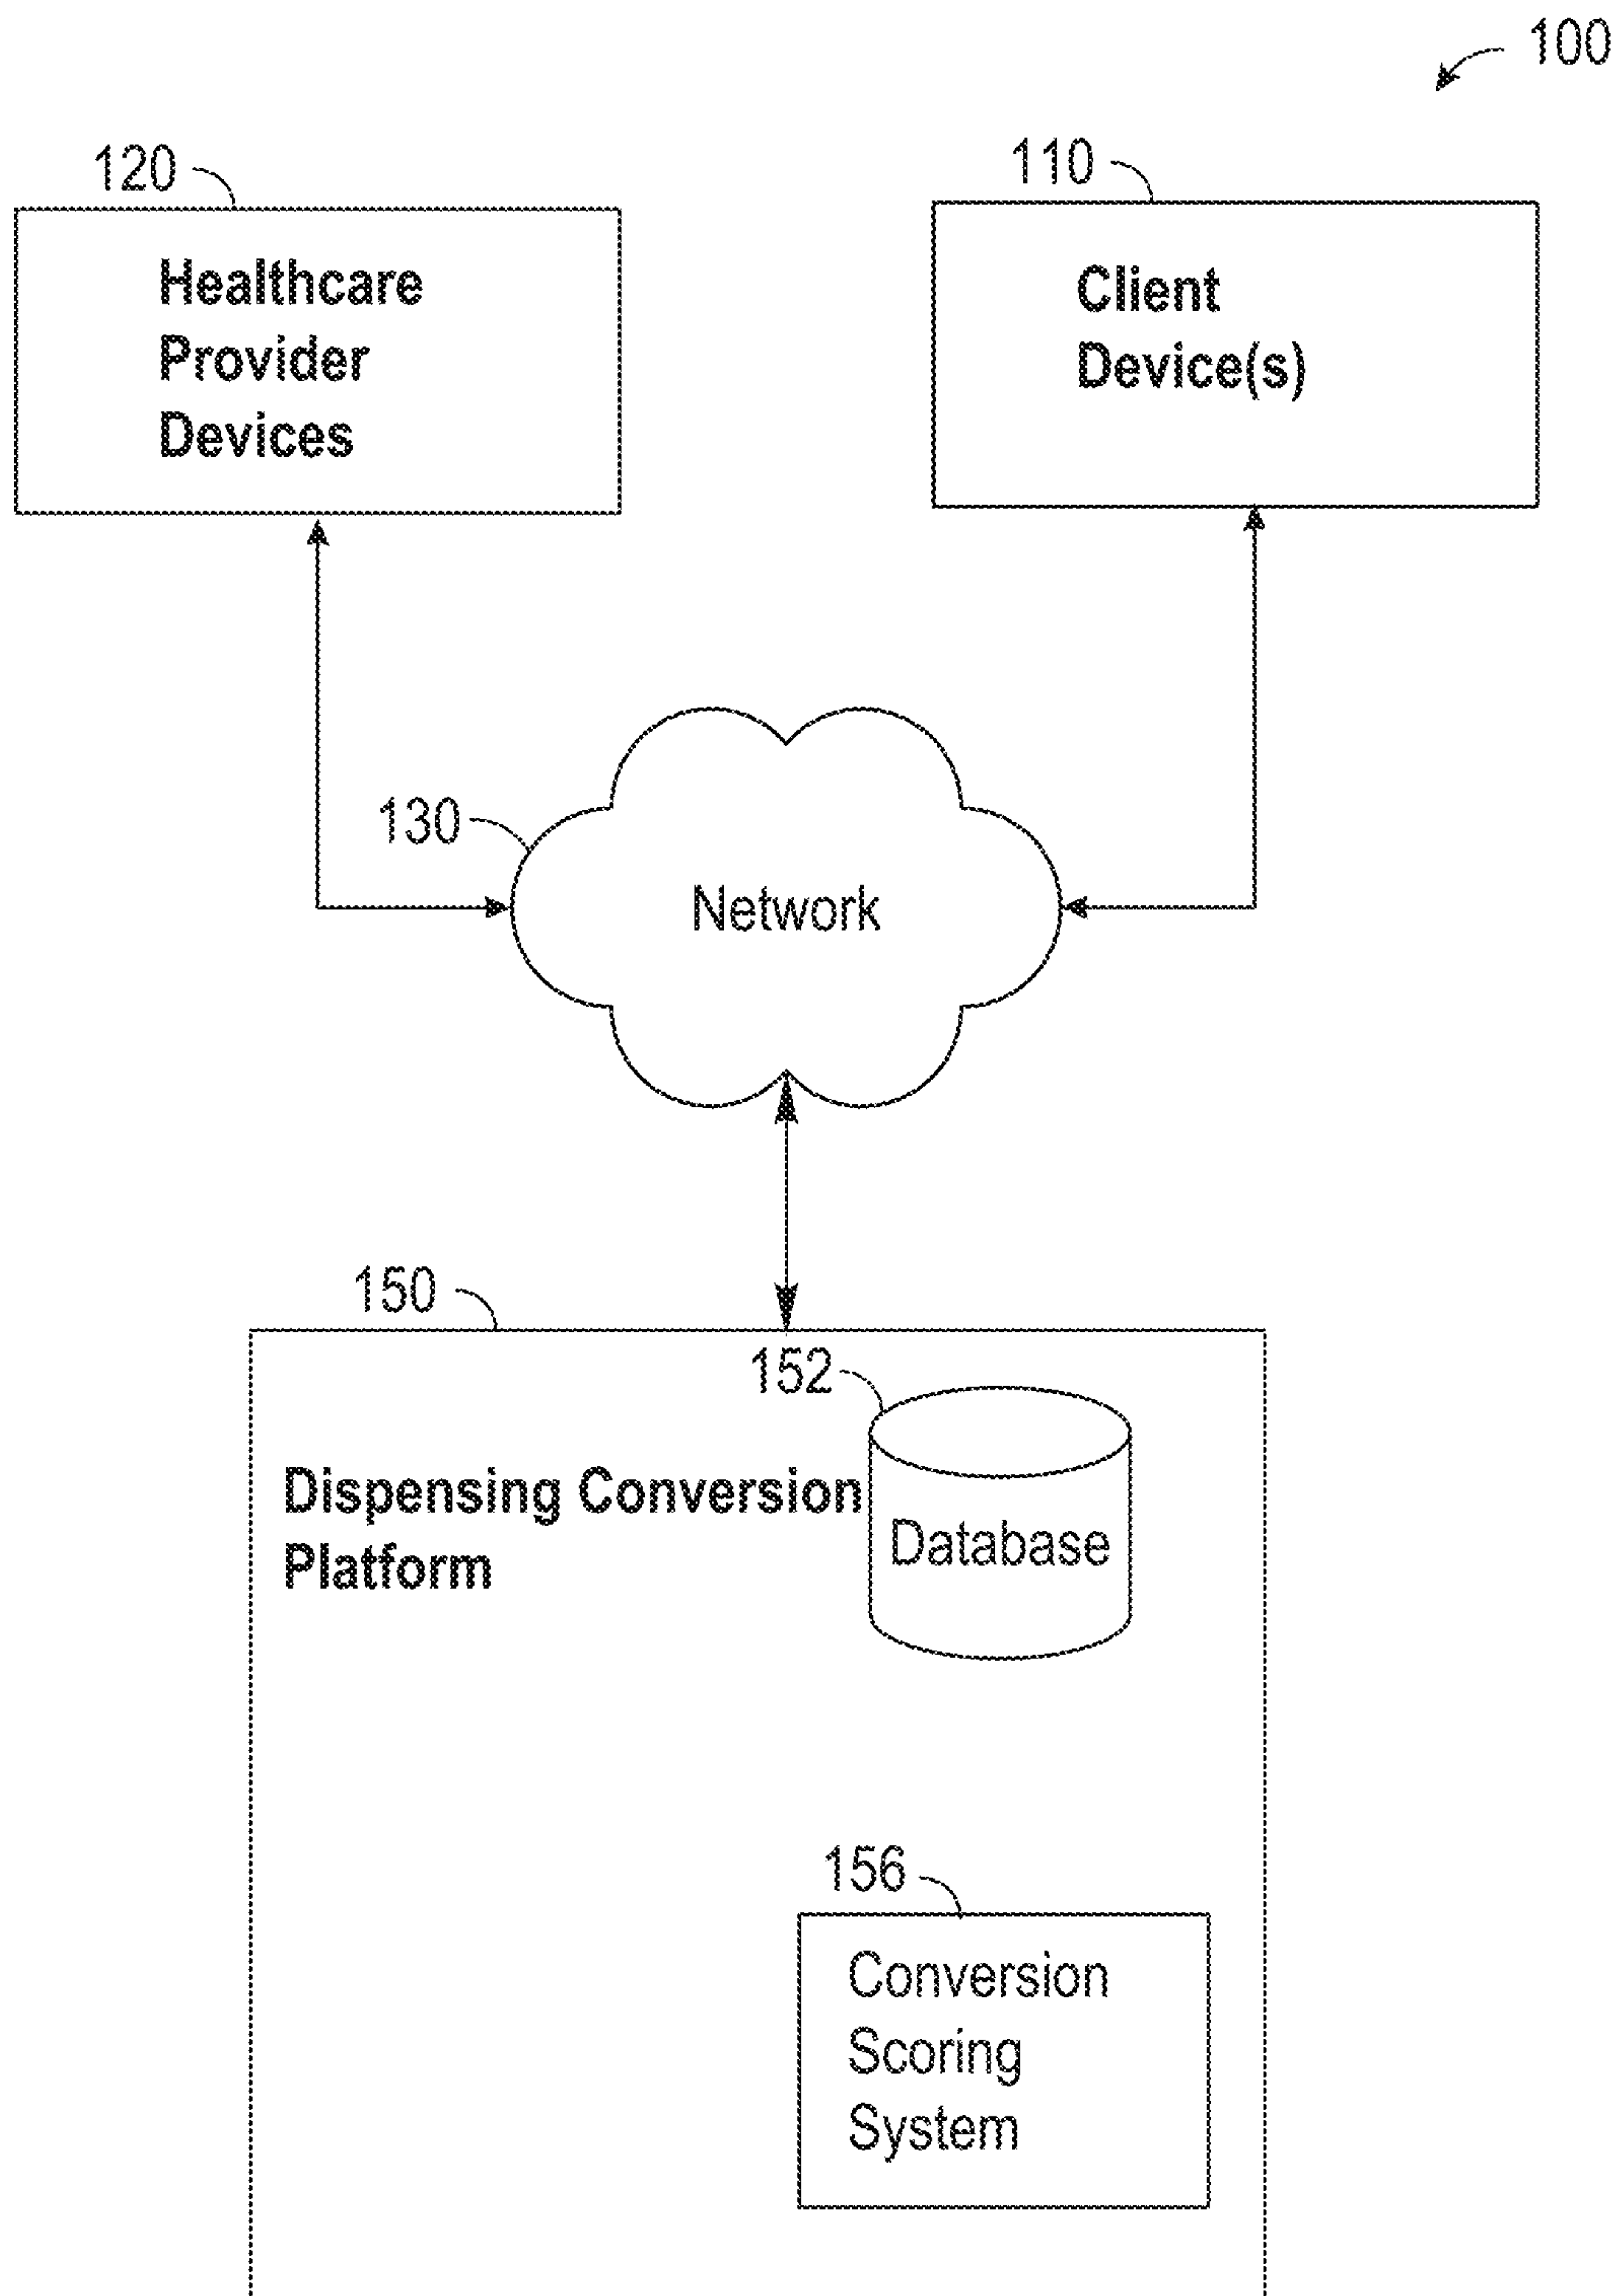 100
120
110
Healthcare
Provider
Devices
Client
Device(s)
130
Network
150
152
Dispensing Conversion
Platform
Database
156
Conversion
Scoring
System